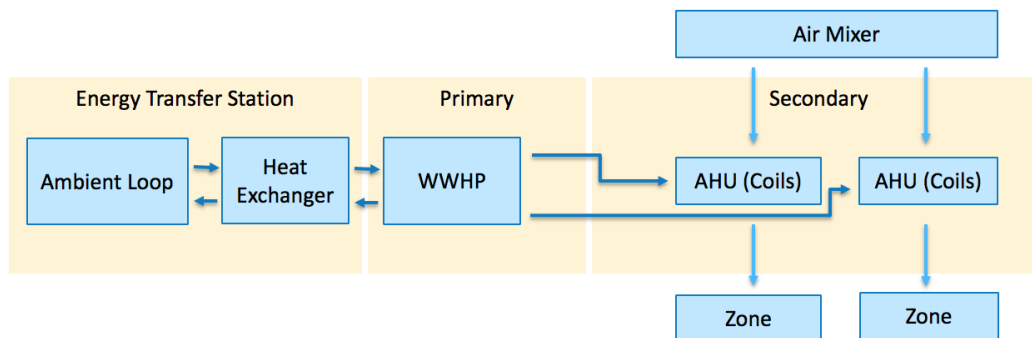 Air Mixer
Energy Transfer Station
Primary
Secondary
Ambient Loop
Heat
Exchanger
WWHP
AHU (Coils)
AHU (Coils)
Zone
Zone